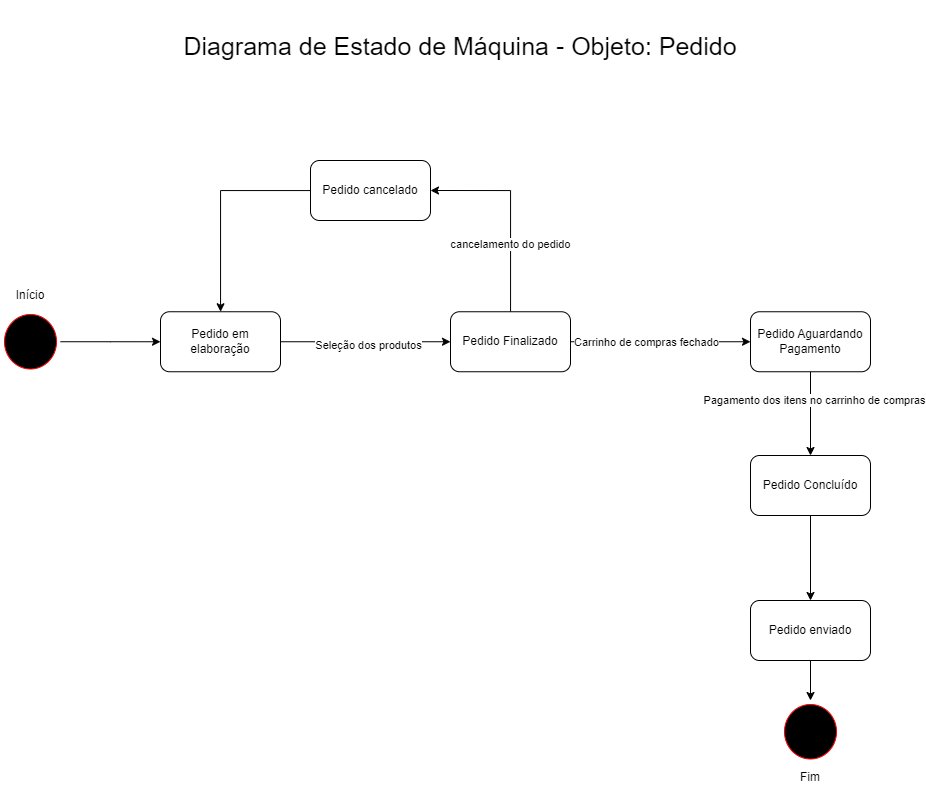 Diagrama de Estado de Máquina - Objeto: Pedido
Pedido cancelado
cancelamento do pedido
Início
Pedido em
elaboração
Seleção dos produtos
Pedido Finalizado
Carrinho de compras fechado
Pedido Aguardando
Pagamento
Pagamento dos itens no carrinho de compras
Pedido Concluído
Pedido enviado
Fim